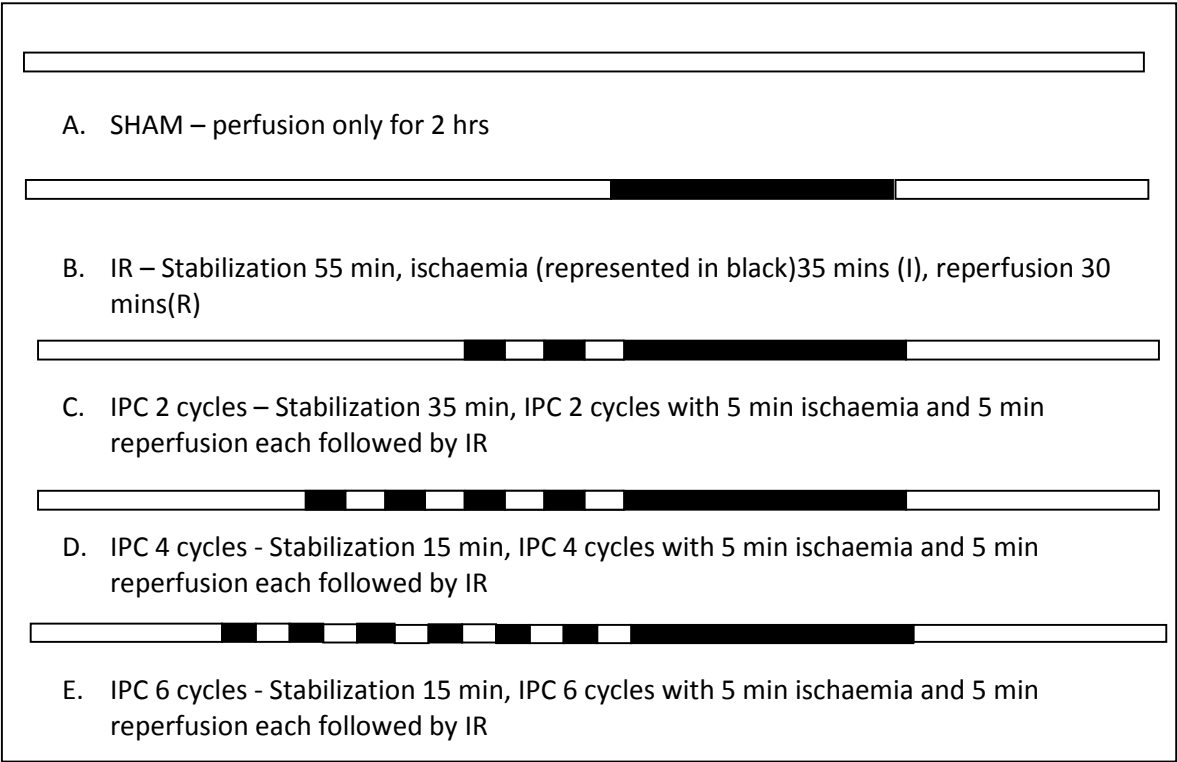 A. SHAM – perfusion only for 2 hrs
B. IR – Stabilization 55 min, ischaemia (represented in black)35 mins (I), reperfusion 30
mins(R)
C. IPC 2 cycles – Stabilization 35 min, IPC 2 cycles with 5 min ischaemia and 5 min
reperfusion each followed by IR
D. IPC 4 cycles - Stabilization 15 min, IPC 4 cycles with 5 min ischaemia and 5 min
reperfusion each followed by IR
E. IPC 6 cycles - Stabilization 15 min, IPC 6 cycles with 5 min ischaemia and 5 min
reperfusion each followed by IR